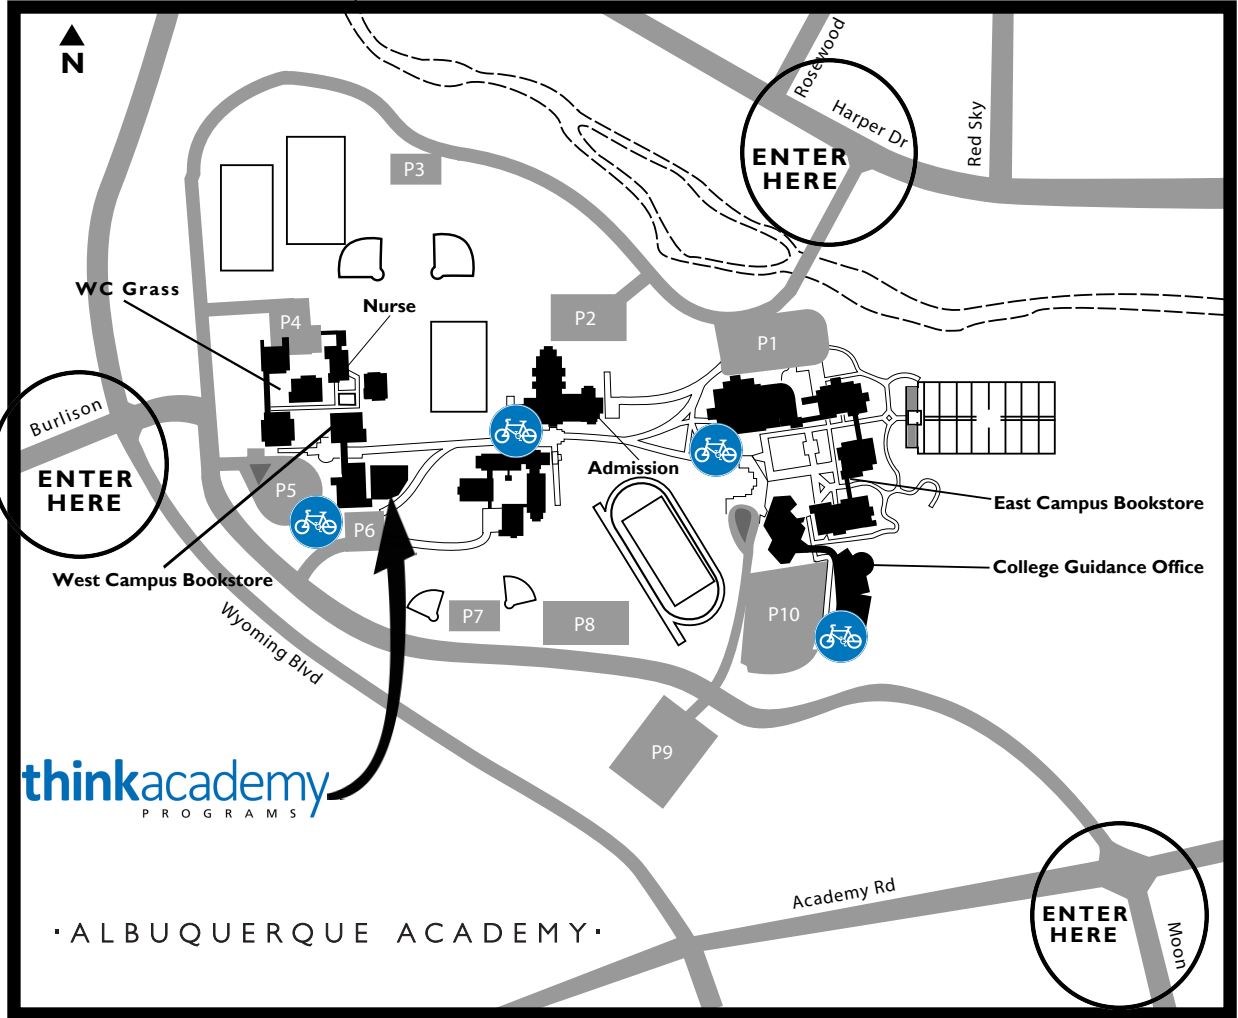 N
Rosewood
Harper Dr
Red Sky
ENTER
HERE
P3
WC Grass
Nurse
P4
P2
P1
Burlison
ENTER
HERE
Admission
P5
P6
East Campus Bookstore
College Guidance Office
West Campus Bookstore
Wyoming Blvd
P7
P8
P10
P9
thinkacademy
PROGRAMS
Academy Rd
ENTER
HERE
Moon
·ALBUQUERQUE ACADEMY·